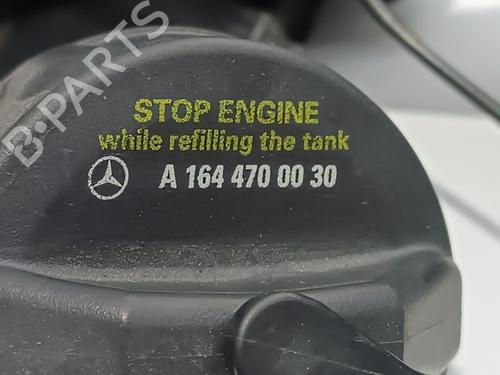 B-PARTS
STOP ENGINE
while refilling the tank
A 164 470 00 30